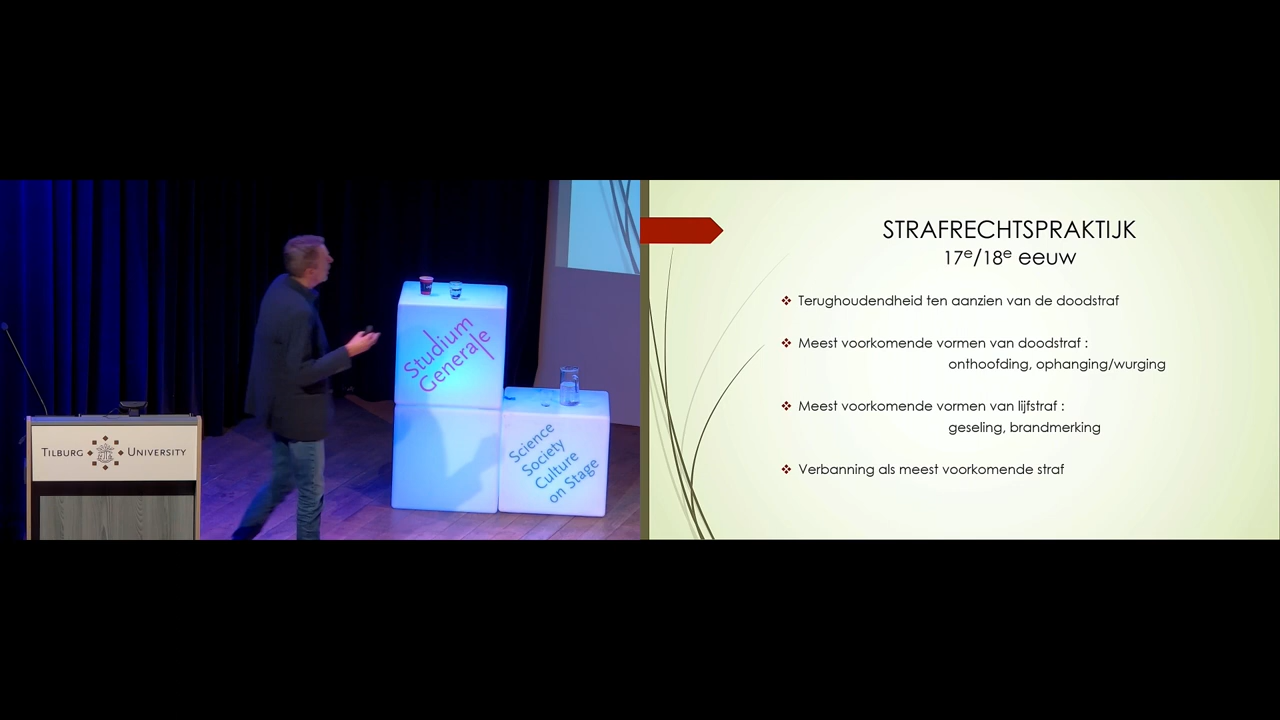 Studium
Generale
Science
Society
Culture
on Stage
TILBURG UNIVERSITY
STRAFRECHTSPRAKTIJK
17e/18e eeuw
❖ Terughoudendheid ten aanzien van de doodstraf
❖ Meest voorkomende vormen van doodstraf :
onthoofding, ophanging/wurging
❖ Meest voorkomende vormen van lijfstraf :
geseling, brandmerking
❖ Verbanning als meest voorkomende straf